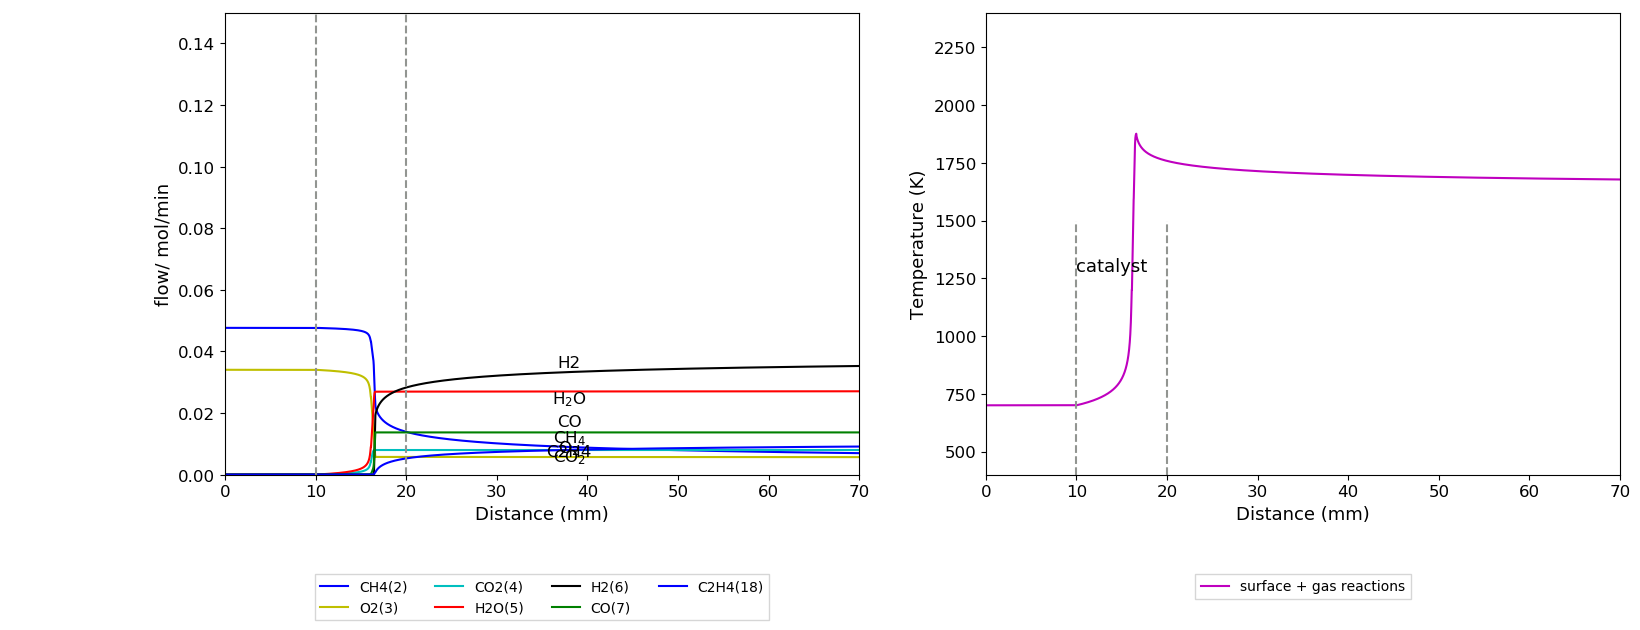 0.14
0.12
0.10
0.08
0.06
0.04
0.02
0.00
flow/ mol/min
H2
H₂O
CO
CH₄
O₂
C2H4
CO₂
0 10 20 30 40 50 60 70
Distance (mm)
CH4(2) CO2(4) H2(6) C2H4(18)
O2(3) H2O(5) CO(7)
2250
2000
1750
1500
1250
1000
750
500
Temperature (K)
catalyst
0 10 20 30 40 50 60 70
Distance (mm)
surface + gas reactions